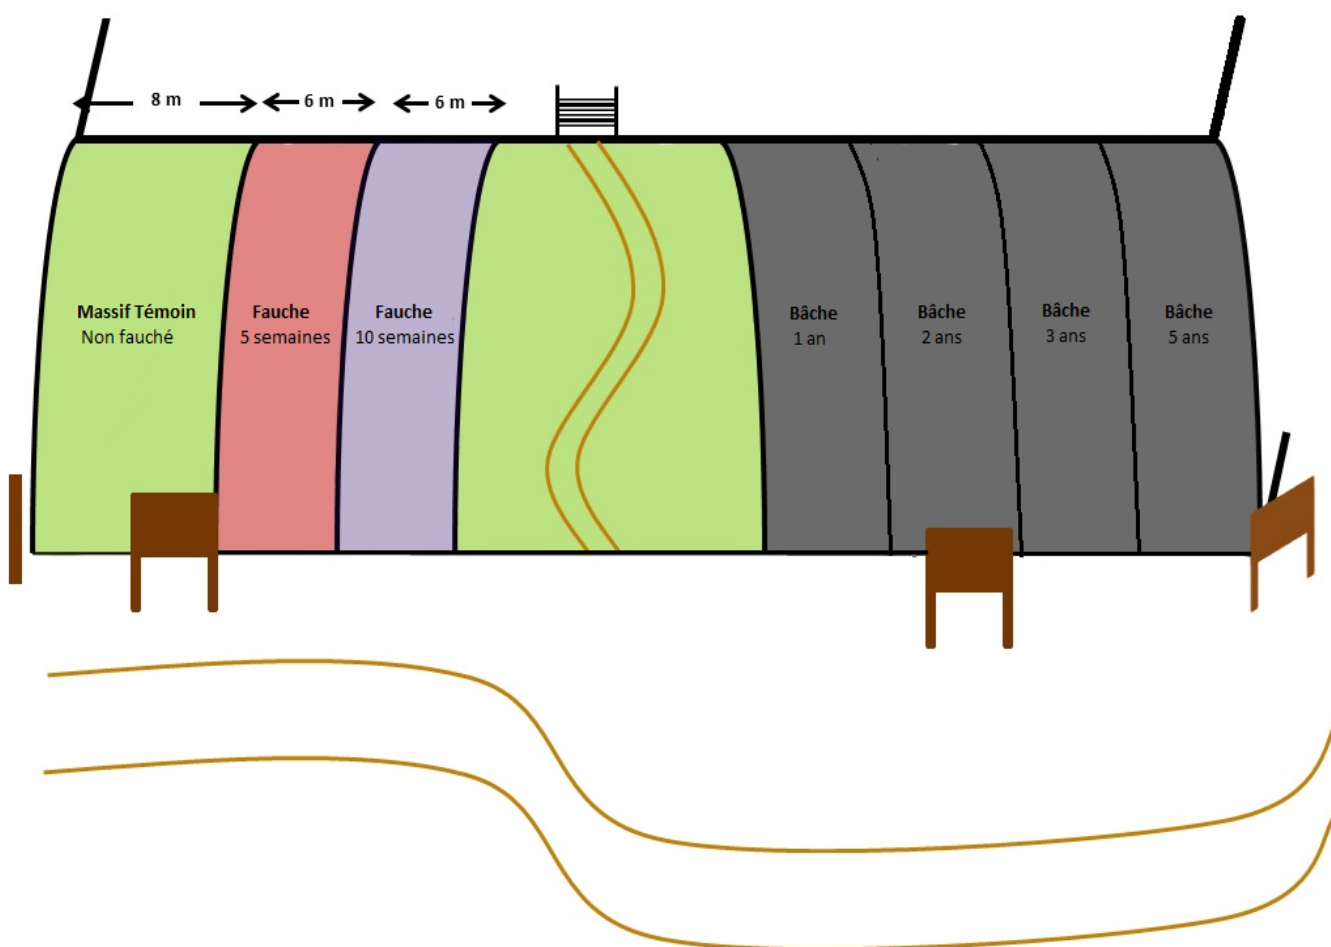 8 m
6 m
6 m
Massif Témoin
Non fauché
Fauche
5 semaines
Fauche
10 semaines
Bâche
1 an
Bâche
2 ans
Bâche
3 ans
Bâche
5 ans